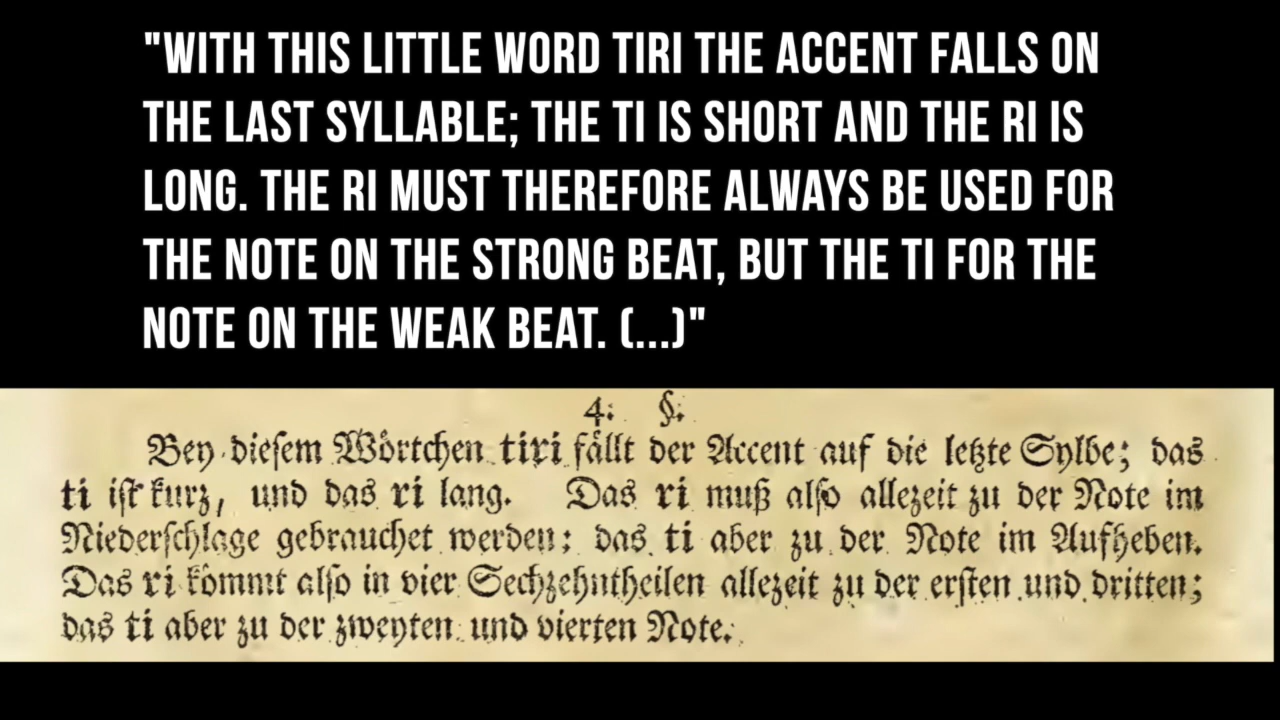 "WITH THIS LITTLE WORD TIRI THE ACCENT FALLS ON
THE LAST SYLLABLE; THE TI IS SHORT AND THE RI IS
LONG. THE RI MUST THEREFORE ALWAYS BE USED FOR
THE NOTE ON THE STRONG BEAT, BUT THE TI FOR THE
NOTE ON THE WEAK BEAT. (...)"
4. §.
Bey dieſem Wörtchen tiri fällt der Accent auf die letzte Sylbe; das
ti iſt kurz, und das ri lang. Das ri muß alſo allezeit zu der Note im
Niederſchlage gebrauchet werden: das ti aber zu der Note im Aufheben.
Das ri kömmt alſo in vier Sechzehntheilen allezeit zu der erſten und dritten;
das ti aber zu der zweyten und vierten Note.